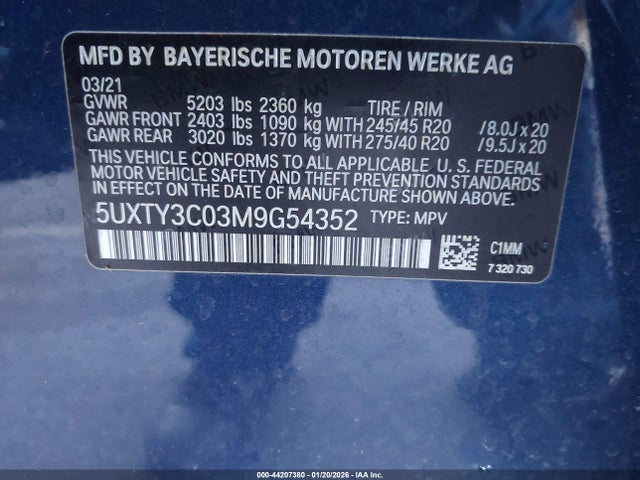 MFD BY BAYERISCHE MOTOREN WERKE AG
03/21
GVWR 5203 lbs 2360 kg TIRE / RIM
GAWR FRONT 2403 lbs 1090 kg WITH 245/45 R20 /8.0J x 20
GAWR REAR 3020 lbs 1370 kg WITH 275/40 R20 /9.5J x 20
THIS VEHICLE CONFORMS TO ALL APPLICABLE U. S. FEDERAL
MOTOR VEHICLE SAFETY AND THEFT PREVENTION STANDARDS
IN EFFECT ON THE DATE OF MANUFACTURE SHOWN ABOVE.
5UXTY3C03M9G54352 TYPE: MPV
C1MM
7 320 730
000-44207380 - 01/20/2026 - IAA Corp.